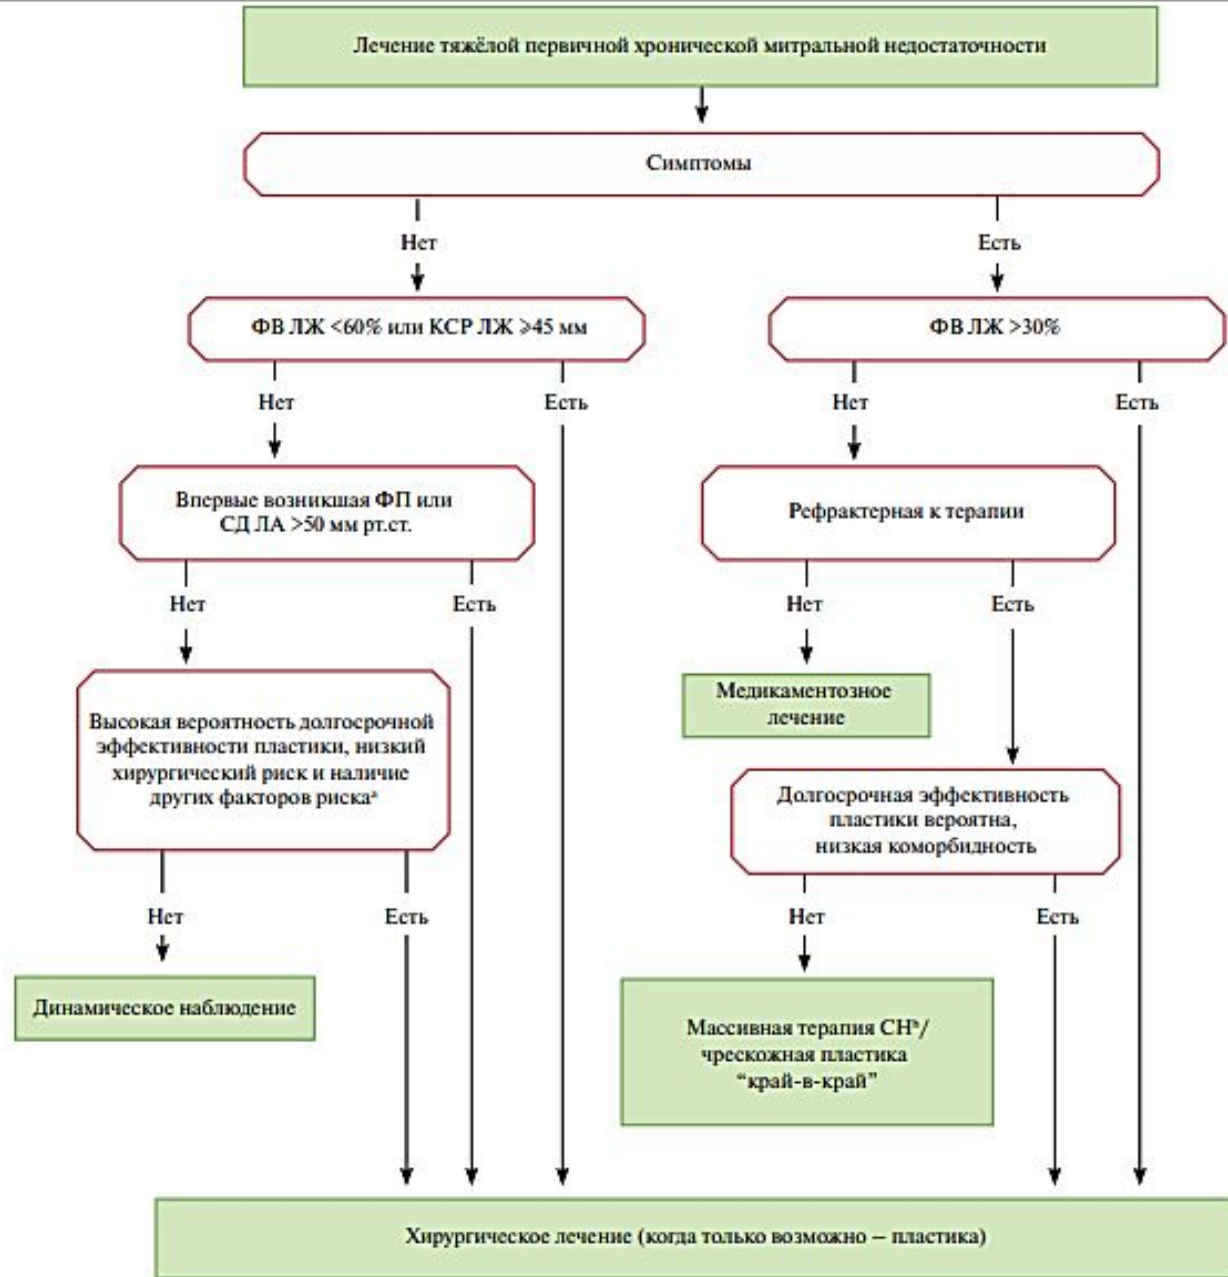 Лечение тяжёлой первичной хронической митральной недостаточности
Симптомы
Нет
Есть
ФВ ЛЖ <60% или КСР ЛЖ ⩾45 мм
ФВ ЛЖ >30%
Нет
Есть
Нет
Есть
Впервые возникшая ФП или
СД ЛА >50 мм рт.ст.
Рефрактерная к терапии
Нет
Есть
Нет
Есть
Высокая вероятность долгосрочной
эффективности пластики, низкий
хирургический риск и наличие
других факторов рискаᵃ
Медикаментозное
лечение
Долгосрочная эффективность
пластики вероятна,
низкая коморбидность
Нет
Есть
Нет
Есть
Динамическое наблюдение
Массивная терапия СНᵃ/
чрескожная пластика
“край-в-край”
Хирургическое лечение (когда только возможно – пластика)